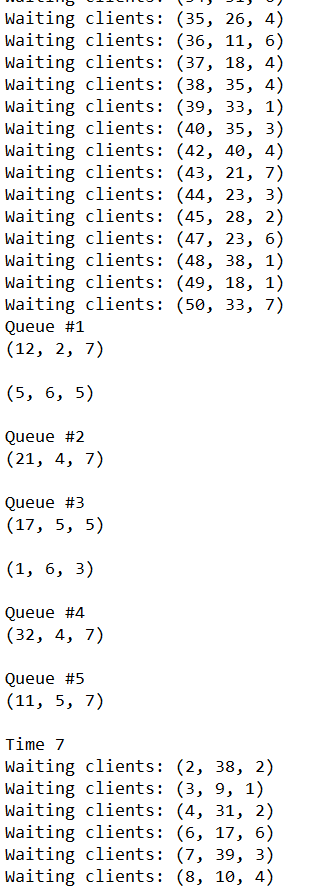 Waiting clients: (34, 31, 6)
Waiting clients: (35, 26, 4)
Waiting clients: (36, 11, 6)
Waiting clients: (37, 18, 4)
Waiting clients: (38, 35, 4)
Waiting clients: (39, 33, 1)
Waiting clients: (40, 35, 3)
Waiting clients: (42, 40, 4)
Waiting clients: (43, 21, 7)
Waiting clients: (44, 23, 3)
Waiting clients: (45, 28, 2)
Waiting clients: (47, 23, 6)
Waiting clients: (48, 38, 1)
Waiting clients: (49, 18, 1)
Waiting clients: (50, 33, 7)
Queue #1
(12, 2, 7)
(5, 6, 5)
Queue #2
(21, 4, 7)
Queue #3
(17, 5, 5)
(1, 6, 3)
Queue #4
(32, 4, 7)
Queue #5
(11, 5, 7)
Time 7
Waiting clients: (2, 38, 2)
Waiting clients: (3, 9, 1)
Waiting clients: (4, 31, 2)
Waiting clients: (6, 17, 6)
Waiting clients: (7, 39, 3)
Waiting clients: (8, 10, 4)